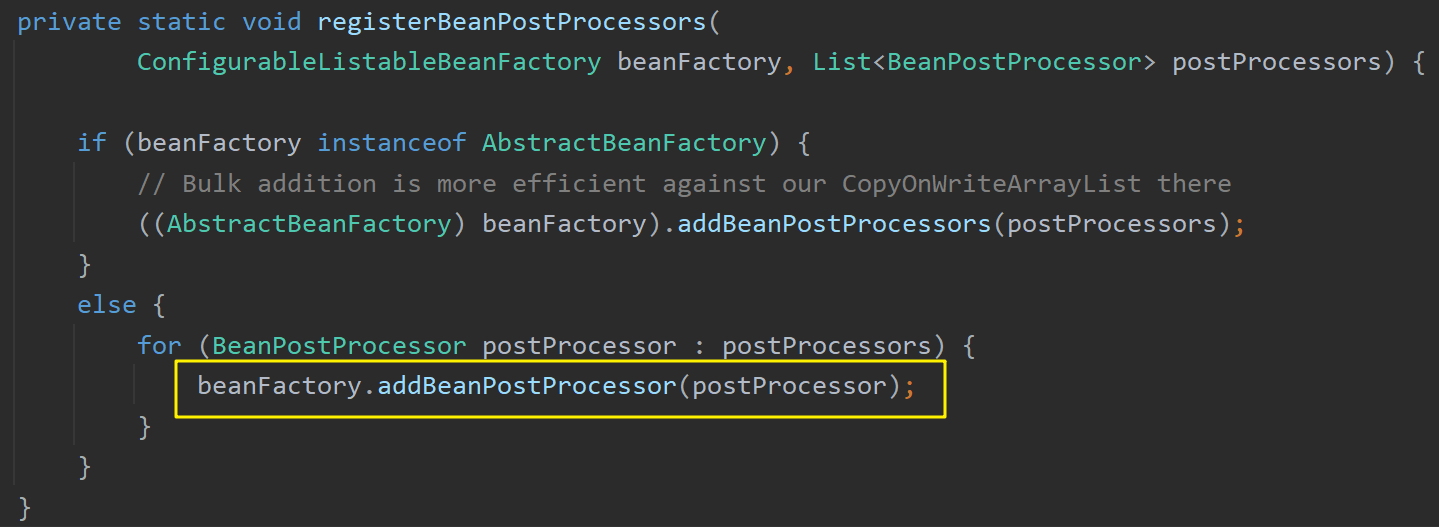 private static void registerBeanPostProcessors(
        ConfigurableListableBeanFactory beanFactory, List<BeanPostProcessor> postProcessors) {
    if (beanFactory instanceof AbstractBeanFactory) {
        // Bulk addition is more efficient against our CopyOnWriteArrayList there
        ((AbstractBeanFactory) beanFactory).addBeanPostProcessors(postProcessors);
    }
    else {
        for (BeanPostProcessor postProcessor : postProcessors) {
            beanFactory.addBeanPostProcessor(postProcessor);
        }
    }
}